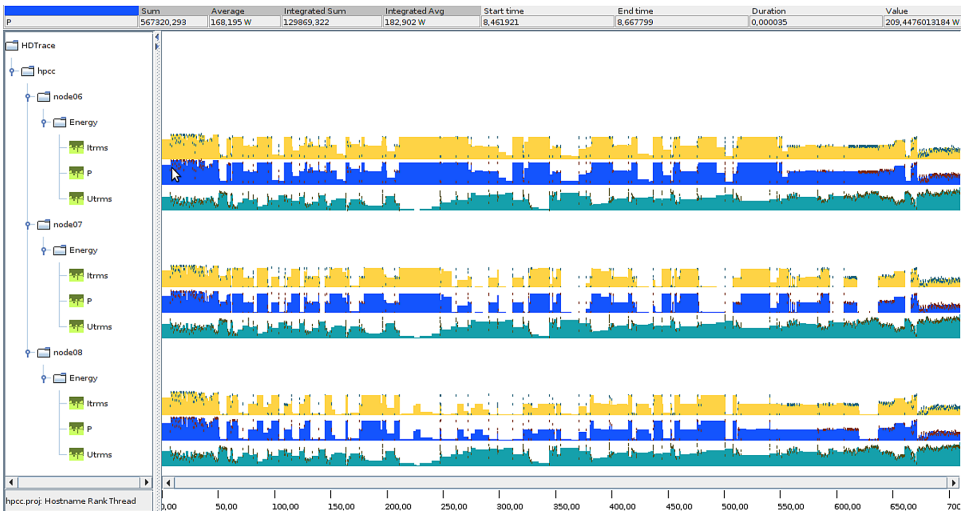 Sum Average Integrated Sum Integrated Avg Start time End time Duration Value
P 567320,293 168,195 W 129869,322 182,902 W 8,461921 8,667799 0,000035 209,4476013184 W
HDTrace
hpcc
node06
Energy
Itrms
P
Utrms
node07
Energy
Itrms
P
Utrms
node08
Energy
Itrms
P
Utrms
hpcc.proj: Hostname Rank Thread
0,00 50,00 100,00 150,00 200,00 250,00 300,00 350,00 400,00 450,00 500,00 550,00 600,00 650,00 700